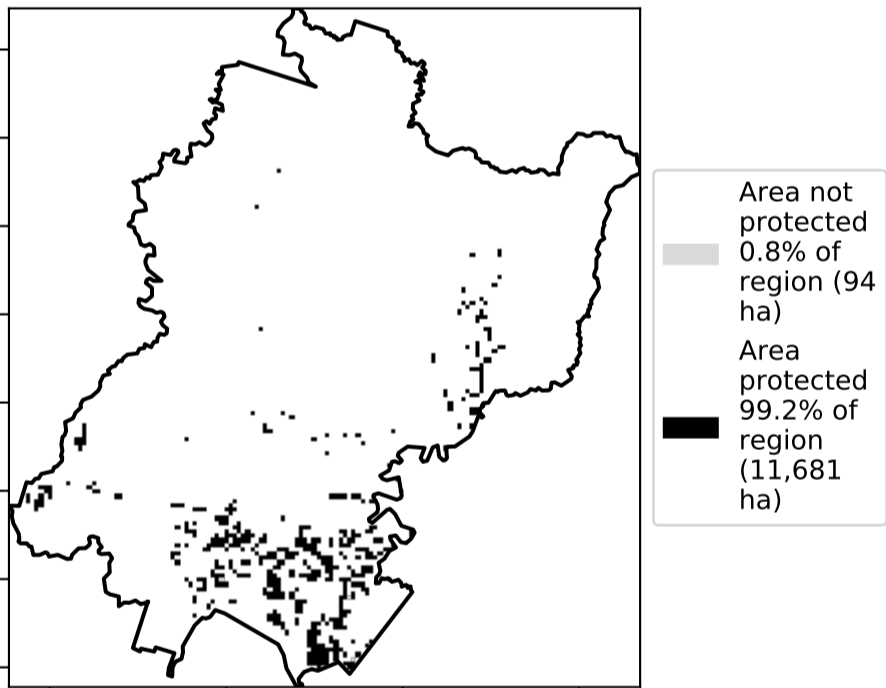 Area not
protected
0.8% of
region (94
ha)
Area
protected
99.2% of
region
(11,681
ha)